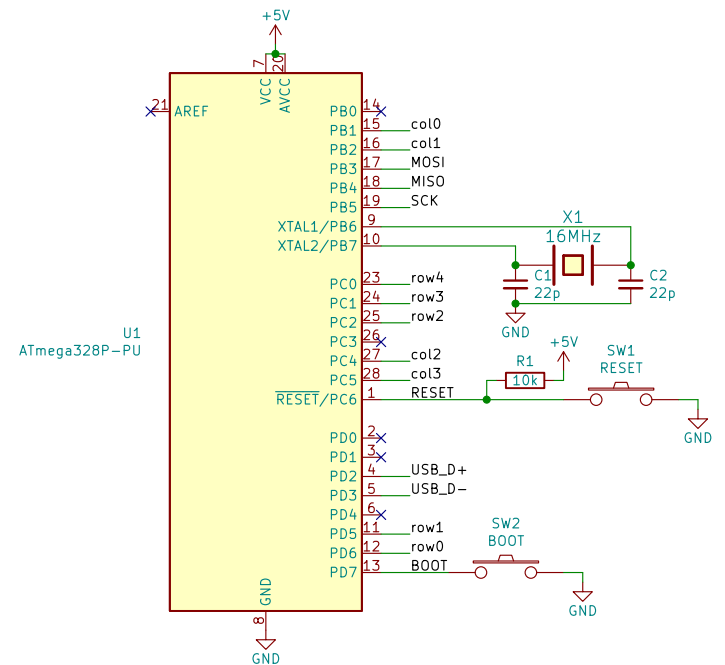 +5V
7
20
VCC
AVCC
21
AREF
PB0 14
PB1 15 col0
PB2 16 col1
PB3 17 MOSI
PB4 18 MISO
PB5 19 SCK
XTAL1/PB6 9
XTAL2/PB7 10
X1
16MHz
C1
22p
C2
22p
GND
PC0 23 row4
PC1 24 row3
PC2 25 row2
PC3 26
PC4 27 col2
PC5 28 col3
RESET/PC6 1 RESET
U1
ATmega328P-PU
R1
10k
+5V
SW1
RESET
GND
PD0 2
PD1 3
PD2 4 USB_D+
PD3 5 USB_D-
PD4 6
PD5 11 row1
PD6 12 row0
PD7 13 BOOT
SW2
BOOT
GND
GND
8
GND